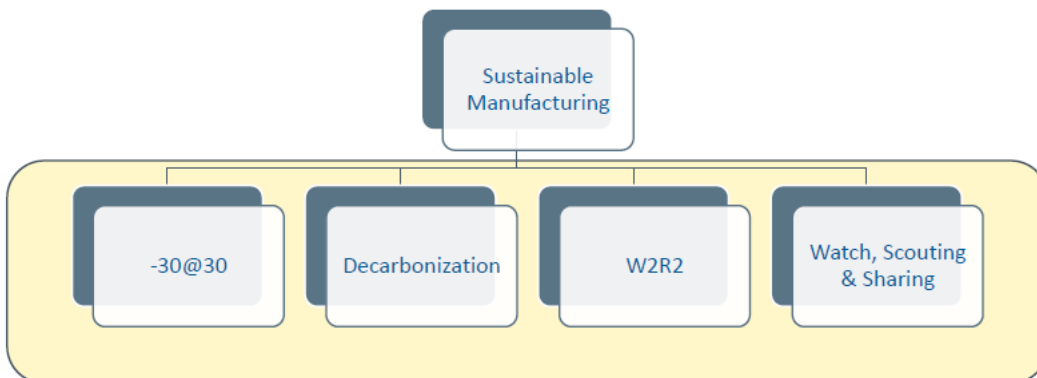 Sustainable
Manufacturing
-30@30
Decarbonization
W2R2
Watch, Scouting
& Sharing